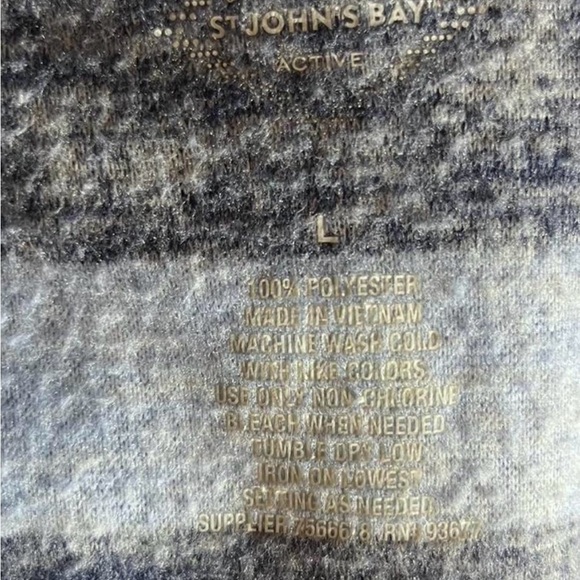 ST JOHN'S BAY™
ACTIVE
L
100% POLYESTER
MADE IN VIETNAM
MACHINE WASH COLD
WITH LIKE COLORS
USE ONLY NON-CHLORINE
BLEACH WHEN NEEDED
TUMBLE DRY LOW
IRON ON LOWEST
SETTING AS NEEDED
SUPPLIER RN#